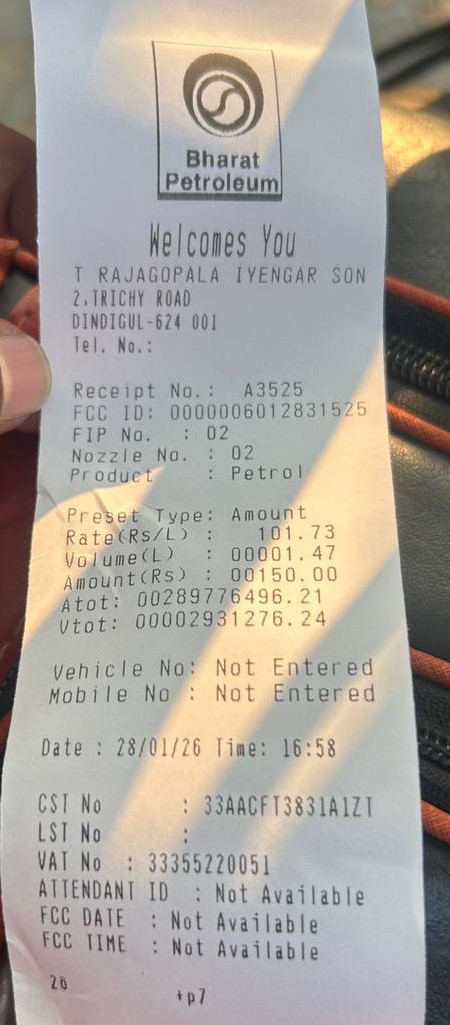 Bharat
Petroleum
Welcomes You
T RAJAGOPALA IYENGAR SON
2,TRICHY ROAD
DINDIGUL-624 001
Tel. No.:
Receipt No.: A3525
FCC ID: 0000006012831525
FIP No. : 02
Nozzle No. : 02
Product : Petrol
Preset Type: Amount
Rate(Rs/L) : 101.73
Volume(L) : 00001.47
Amount(Rs) : 00150.00
Atot: 00289776496.21
Vtot: 00002931276.24
Vehicle No: Not Entered
Mobile No : Not Entered
Date : 28/01/26 Time: 16:58
CST No : 33AACFT3831A1ZT
LST No :
VAT No : 33355220051
ATTENDANT ID : Not Available
FCC DATE : Not Available
FCC TIME : Not Available
26 +p7